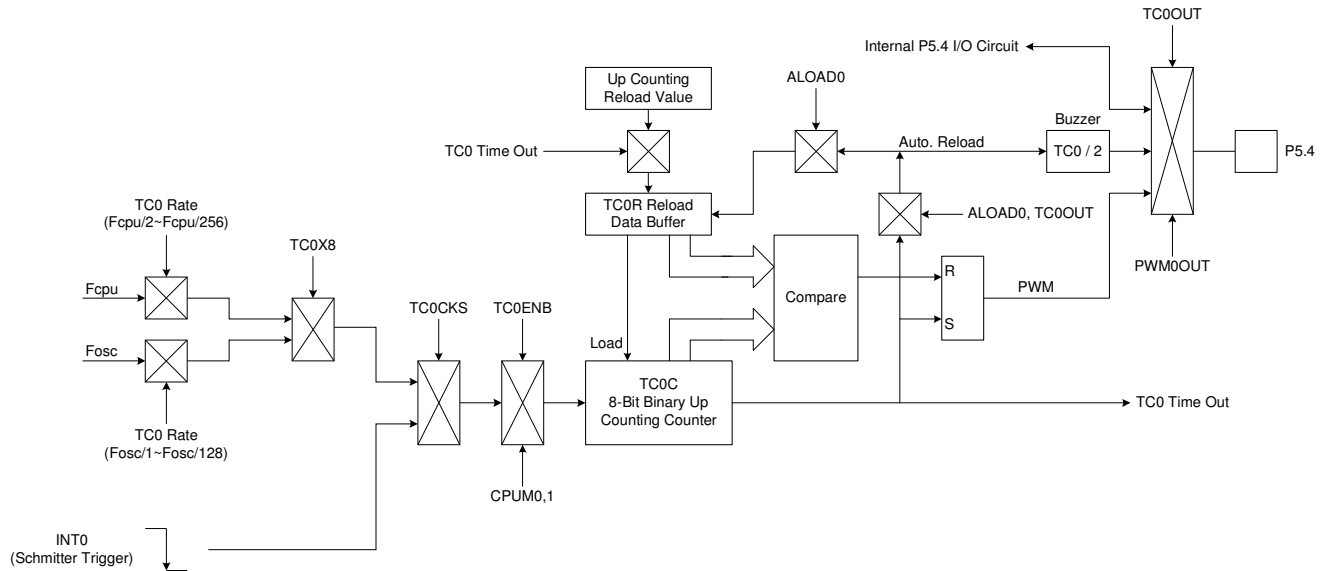 TC0OUT
Internal P5.4 I/O Circuit
Up Counting
Reload Value
ALOAD0
Buzzer
TC0 Time Out
Auto. Reload
TC0 / 2
P5.4
TC0 Rate
(Fcpu/2~Fcpu/256)
TC0R Reload
Data Buffer
ALOAD0, TC0OUT
TC0X8
PWM0OUT
Fcpu
R
Compare
PWM
TC0CKS
TC0ENB
S
Fosc
Load
TC0C
8-Bit Binary Up
Counting Counter
TC0 Time Out
TC0 Rate
(Fosc/1~Fosc/128)
CPUM0,1
INT0
(Schmitter Trigger)